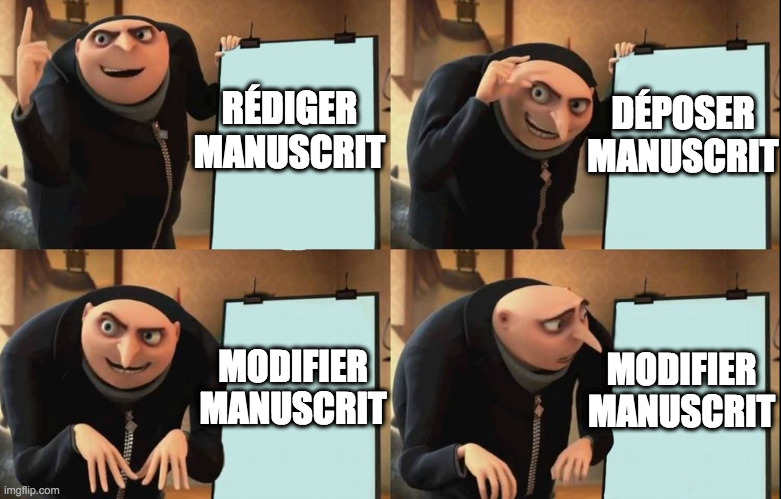 RÉDIGER
MANUSCRIT
DÉPOSER
MANUSCRIT
MODIFIER
MANUSCRIT
MODIFIER
MANUSCRIT
imgflip.com